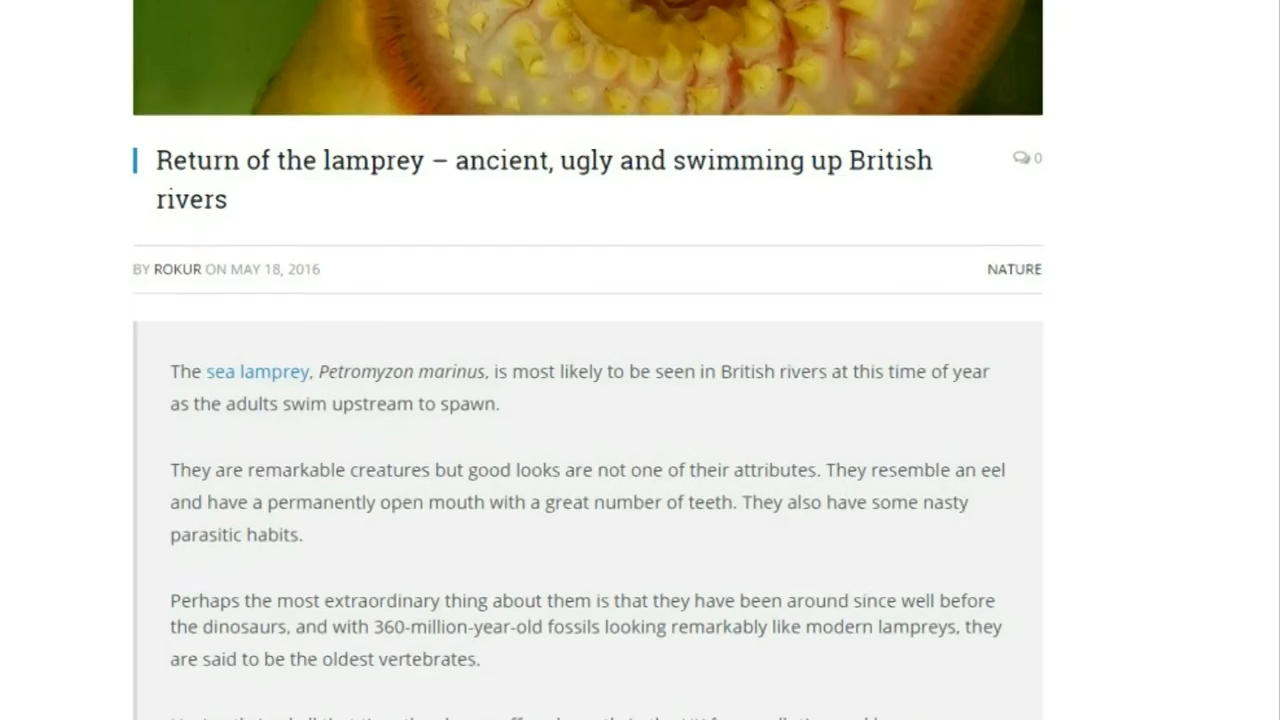 Return of the lamprey – ancient, ugly and swimming up British
rivers
0
BY ROKUR ON MAY 18, 2016
NATURE
The sea lamprey, Petromyzon marinus, is most likely to be seen in British rivers at this time of year
as the adults swim upstream to spawn.
They are remarkable creatures but good looks are not one of their attributes. They resemble an eel
and have a permanently open mouth with a great number of teeth. They also have some nasty
parasitic habits.
Perhaps the most extraordinary thing about them is that they have been around since well before
the dinosaurs, and with 360-million-year-old fossils looking remarkably like modern lampreys, they
are said to be the oldest vertebrates.